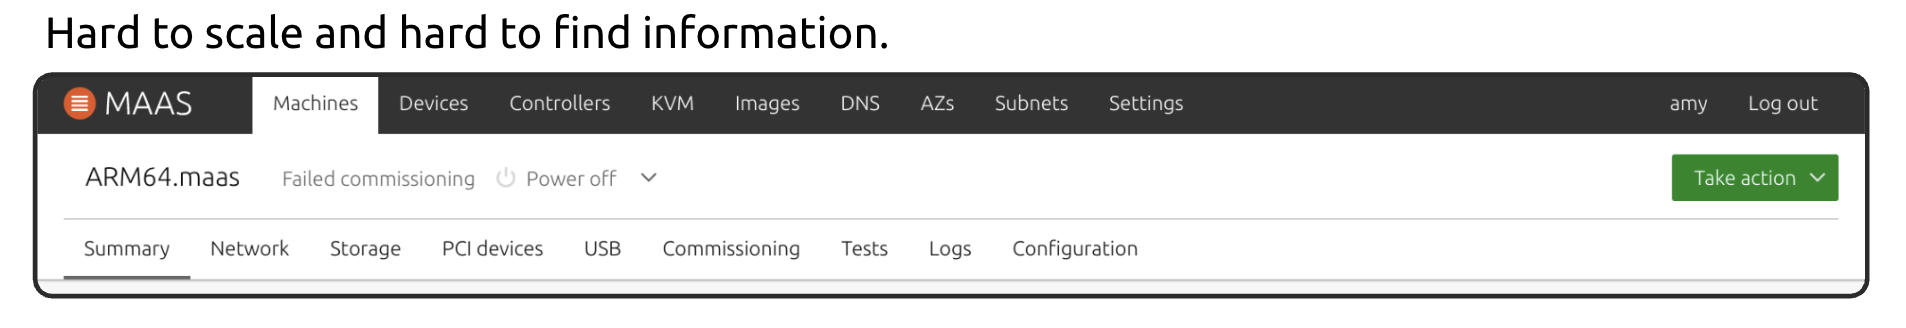 Hard to scale and hard to find information.
MAAS Machines Devices Controllers KVM Images DNS AZs Subnets Settings amy Log out
ARM64.maas Failed commissioning Power off Take action
Summary Network Storage PCI devices USB Commissioning Tests Logs Configuration